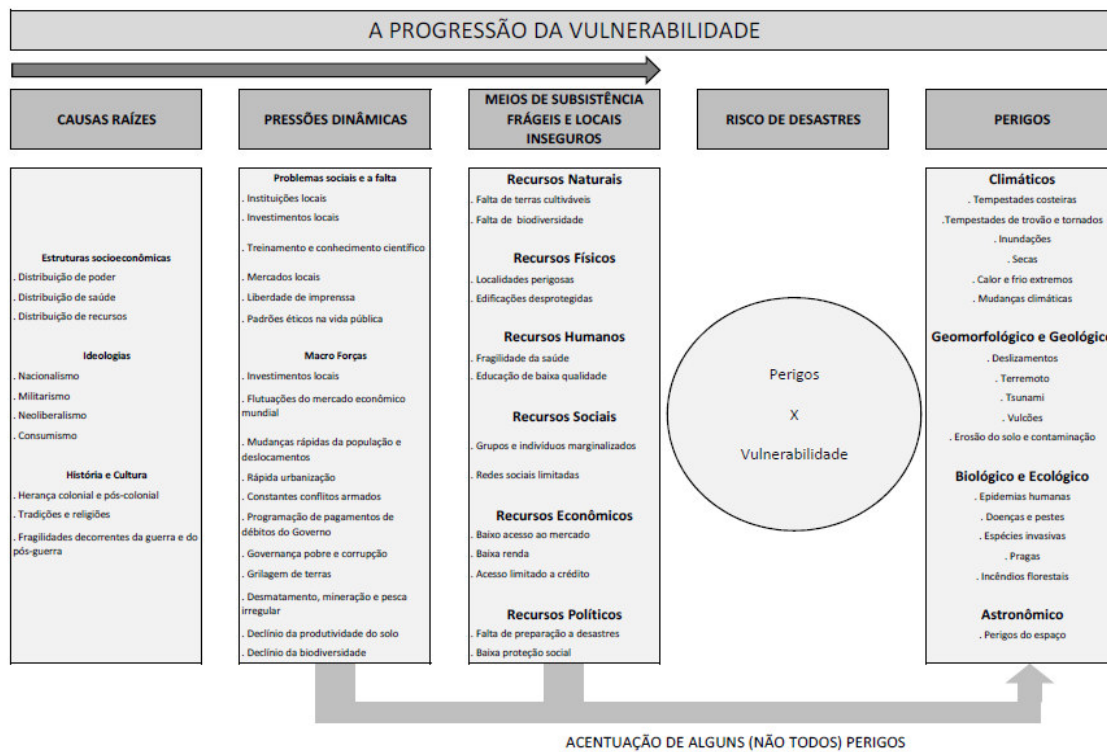 A PROGRESSÃO DA VULNERABILIDADE
CAUSAS RAÍZES
Estruturas socioeconômicas
. Distribuição de poder
. Distribuição de saúde
. Distribuição de recursos
Ideologias
. Nacionalismo
. Militarismo
. Neoliberalismo
. Consumismo
História e Cultura
. Herança colonial e pós-colonial
. Tradições e religiões
. Fragilidades decorrentes da guerra e do
pós-guerra
PRESSÕES DINÂMICAS
Problemas sociais e a falta
. Instituições locais
. Investimentos locais
. Treinamento e conhecimento científico
. Mercados locais
. Liberdade de imprenssa
. Padrões éticos na vida pública
Macro Forças
. Investimentos locais
. Flutuações do mercado econômico
mundial
. Mudanças rápidas da população e
deslocamentos
. Rápida urbanização
. Constantes conflitos armados
. Programação de pagamentos de
débitos do Governo
. Governança pobre e corrupção
. Grilagem de terras
. Desmatamento, mineração e pesca
irregular
. Declínio da produtividade do solo
. Declínio da biodiversidade
MEIOS DE SUBSISTÊNCIA
FRÁGEIS E LOCAIS
INSEGUROS
Recursos Naturais
. Falta de terras cultiváveis
. Falta de biodiversidade
Recursos Físicos
. Localidades perigosas
. Edificações desprotegidas
Recursos Humanos
. Fragilidade da saúde
. Educação de baixa qualidade
Recursos Sociais
. Grupos e indivíduos marginalizados
. Redes sociais limitadas
Recursos Econômicos
. Baixo acesso ao mercado
. Baixa renda
. Acesso limitado a crédito
Recursos Políticos
. Falta de preparação a desastres
. Baixa proteção social
RISCO DE DESASTRES
Perigos
X
Vulnerabilidade
PERIGOS
Climáticos
. Tempestades costeiras
.Tempestades de trovão e tornados
. Inundações
. Secas
. Calor e frio extremos
. Mudanças climáticas
Geomorfológico e Geológico
. Deslizamentos
. Terremoto
. Tsunami
. Vulcões
. Erosão do solo e contaminação
Biológico e Ecológico
. Epidemias humanas
. Doenças e pestes
. Espécies invasivas
. Pragas
. Incêndios florestais
Astronômico
. Perigos do espaço
ACENTUAÇÃO DE ALGUNS (NÃO TODOS) PERIGOS